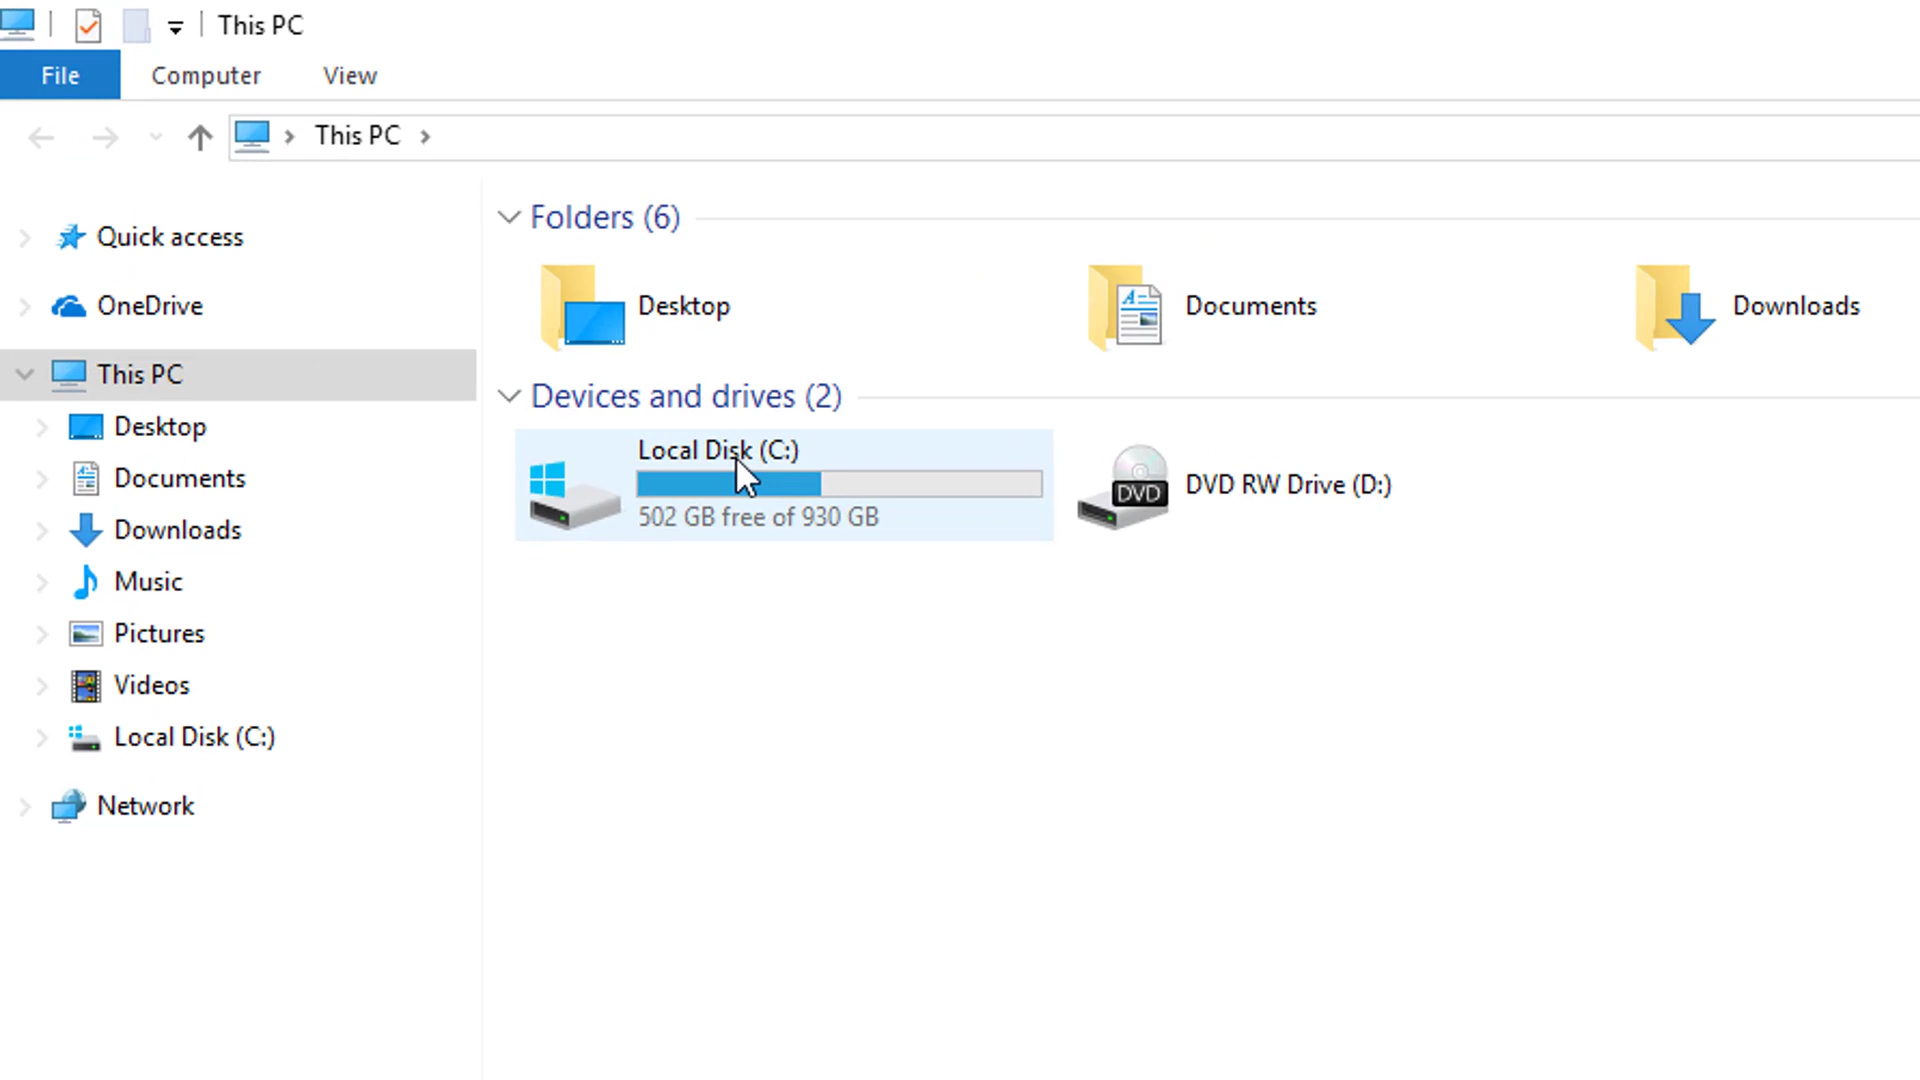 This PC
File Computer View
This PC
Quick access
OneDrive
This PC
Desktop
Documents
Downloads
Music
Pictures
Videos
Local Disk (C:)
Network
Folders (6)
Desktop Documents Downloads
Devices and drives (2)
Local Disk (C:)
502 GB free of 930 GB
DVD
DVD RW Drive (D:)